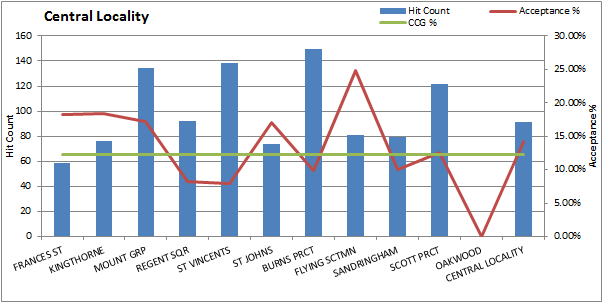 Central Locality
Hit Count
Acceptance %
CCG %
160
140
120
100
80
60
40
20
0
Hit Count
30.00%
25.00%
20.00%
15.00%
10.00%
5.00%
0.00%
Acceptance %
FRANCES ST
KINGTHORNE
MOUNT GRP
REGENT SQR
ST VINCENTS
ST JOHNS
BURNS PRCT
FLYING SCTMN
SANDRINGHAM
SCOTT PRCT
OAKWOOD
CENTRAL LOCALITY